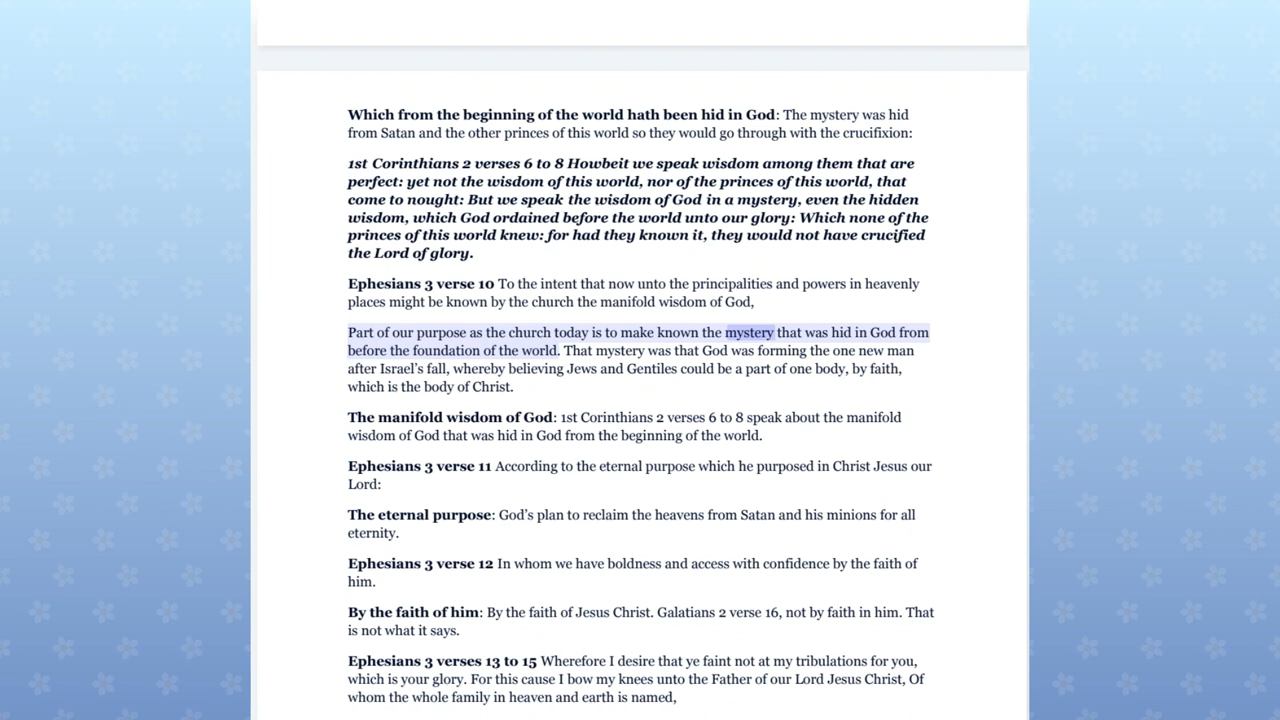 Which from the beginning of the world hath been hid in God: The mystery was hid
from Satan and the other princes of this world so they would go through with the crucifixion:
1st Corinthians 2 verses 6 to 8 Howbeit we speak wisdom among them that are
perfect: yet not the wisdom of this world, nor of the princes of this world, that
come to nought: But we speak the wisdom of God in a mystery, even the hidden
wisdom, which God ordained before the world unto our glory: Which none of the
princes of this world knew: for had they known it, they would not have crucified
the Lord of glory.
Ephesians 3 verse 10 To the intent that now unto the principalities and powers in heavenly
places might be known by the church the manifold wisdom of God,
Part of our purpose as the church today is to make known the mystery that was hid in God from
before the foundation of the world. That mystery was that God was forming the one new man
after Israel's fall, whereby believing Jews and Gentiles could be a part of one body, by faith,
which is the body of Christ.
The manifold wisdom of God: 1st Corinthians 2 verses 6 to 8 speak about the manifold
wisdom of God that was hid in God from the beginning of the world.
Ephesians 3 verse 11 According to the eternal purpose which he purposed in Christ Jesus our
Lord:
The eternal purpose: God's plan to reclaim the heavens from Satan and his minions for all
eternity.
Ephesians 3 verse 12 In whom we have boldness and access with confidence by the faith of
him.
By the faith of him: By the faith of Jesus Christ. Galatians 2 verse 16, not by faith in him. That
is not what it says.
Ephesians 3 verses 13 to 15 Wherefore I desire that ye faint not at my tribulations for you,
which is your glory. For this cause I bow my knees unto the Father of our Lord Jesus Christ, Of
whom the whole family in heaven and earth is named,